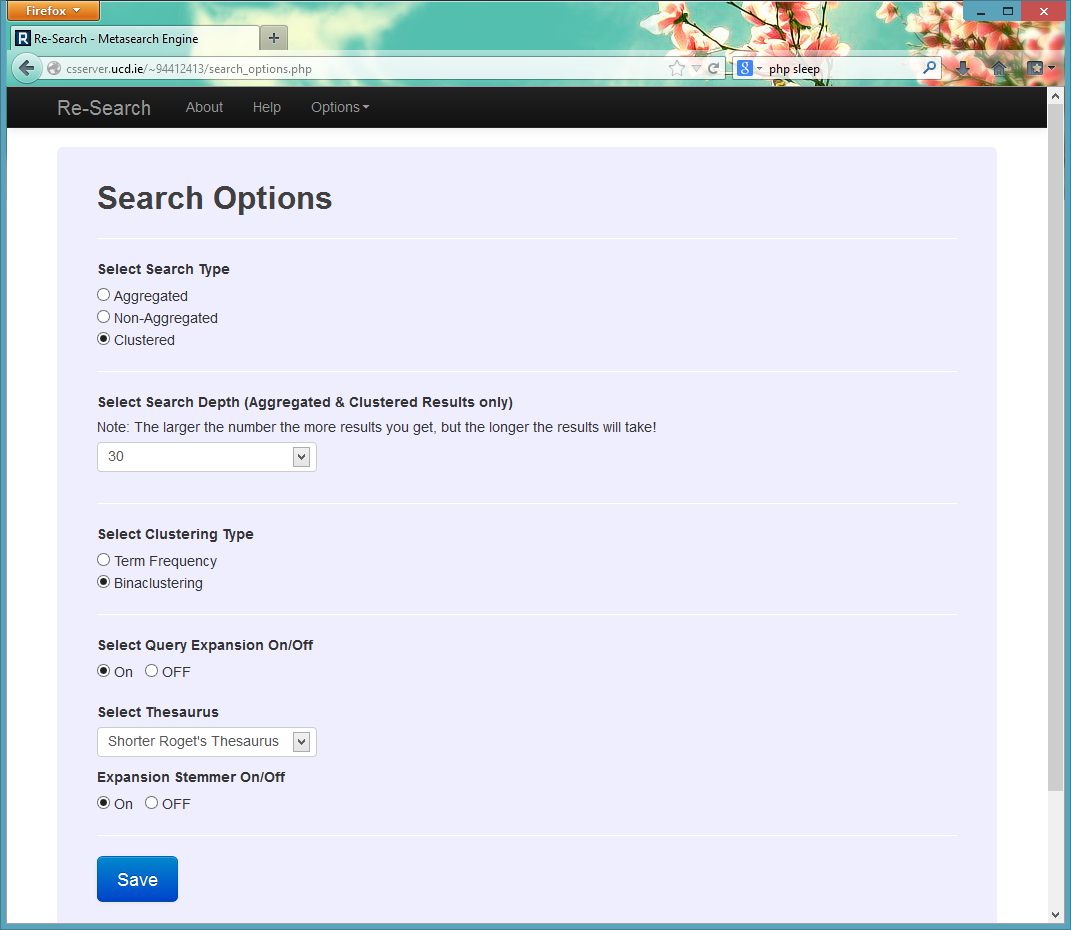 Firefox
Re-Search - Metasearch Engine
csserver.ucd.ie/~94412413/search_options.php
php sleep
Re-Search About Help Options
Search Options
Select Search Type
Aggregated
Non-Aggregated
Clustered
Select Search Depth (Aggregated & Clustered Results only)
Note: The larger the number the more results you get, but the longer the results will take!
30
Select Clustering Type
Term Frequency
Binaclustering
Select Query Expansion On/Off
On OFF
Select Thesaurus
Shorter Roget's Thesaurus
Expansion Stemmer On/Off
On OFF
Save